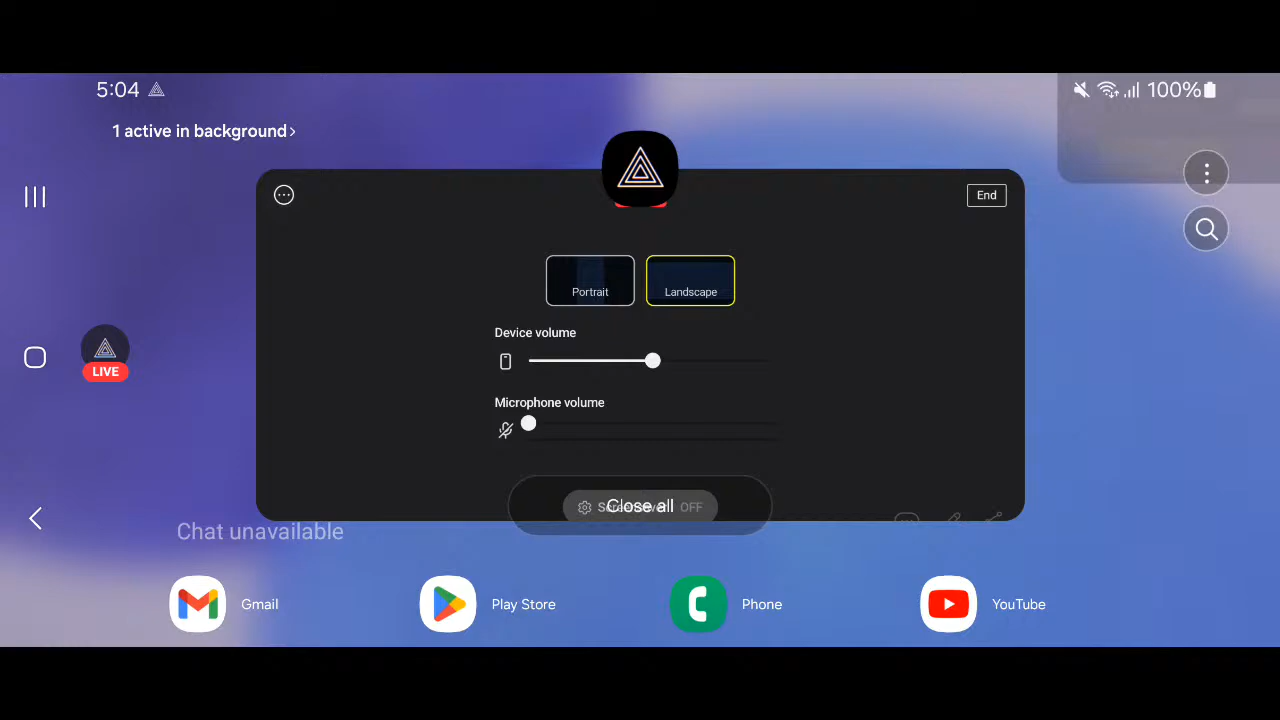 5:04
100%
1 active in background
End
Portrait
Landscape
Device volume
Microphone volume
LIVE
Close all
OFF
Chat unavailable
Gmail
Play Store
Phone
YouTube